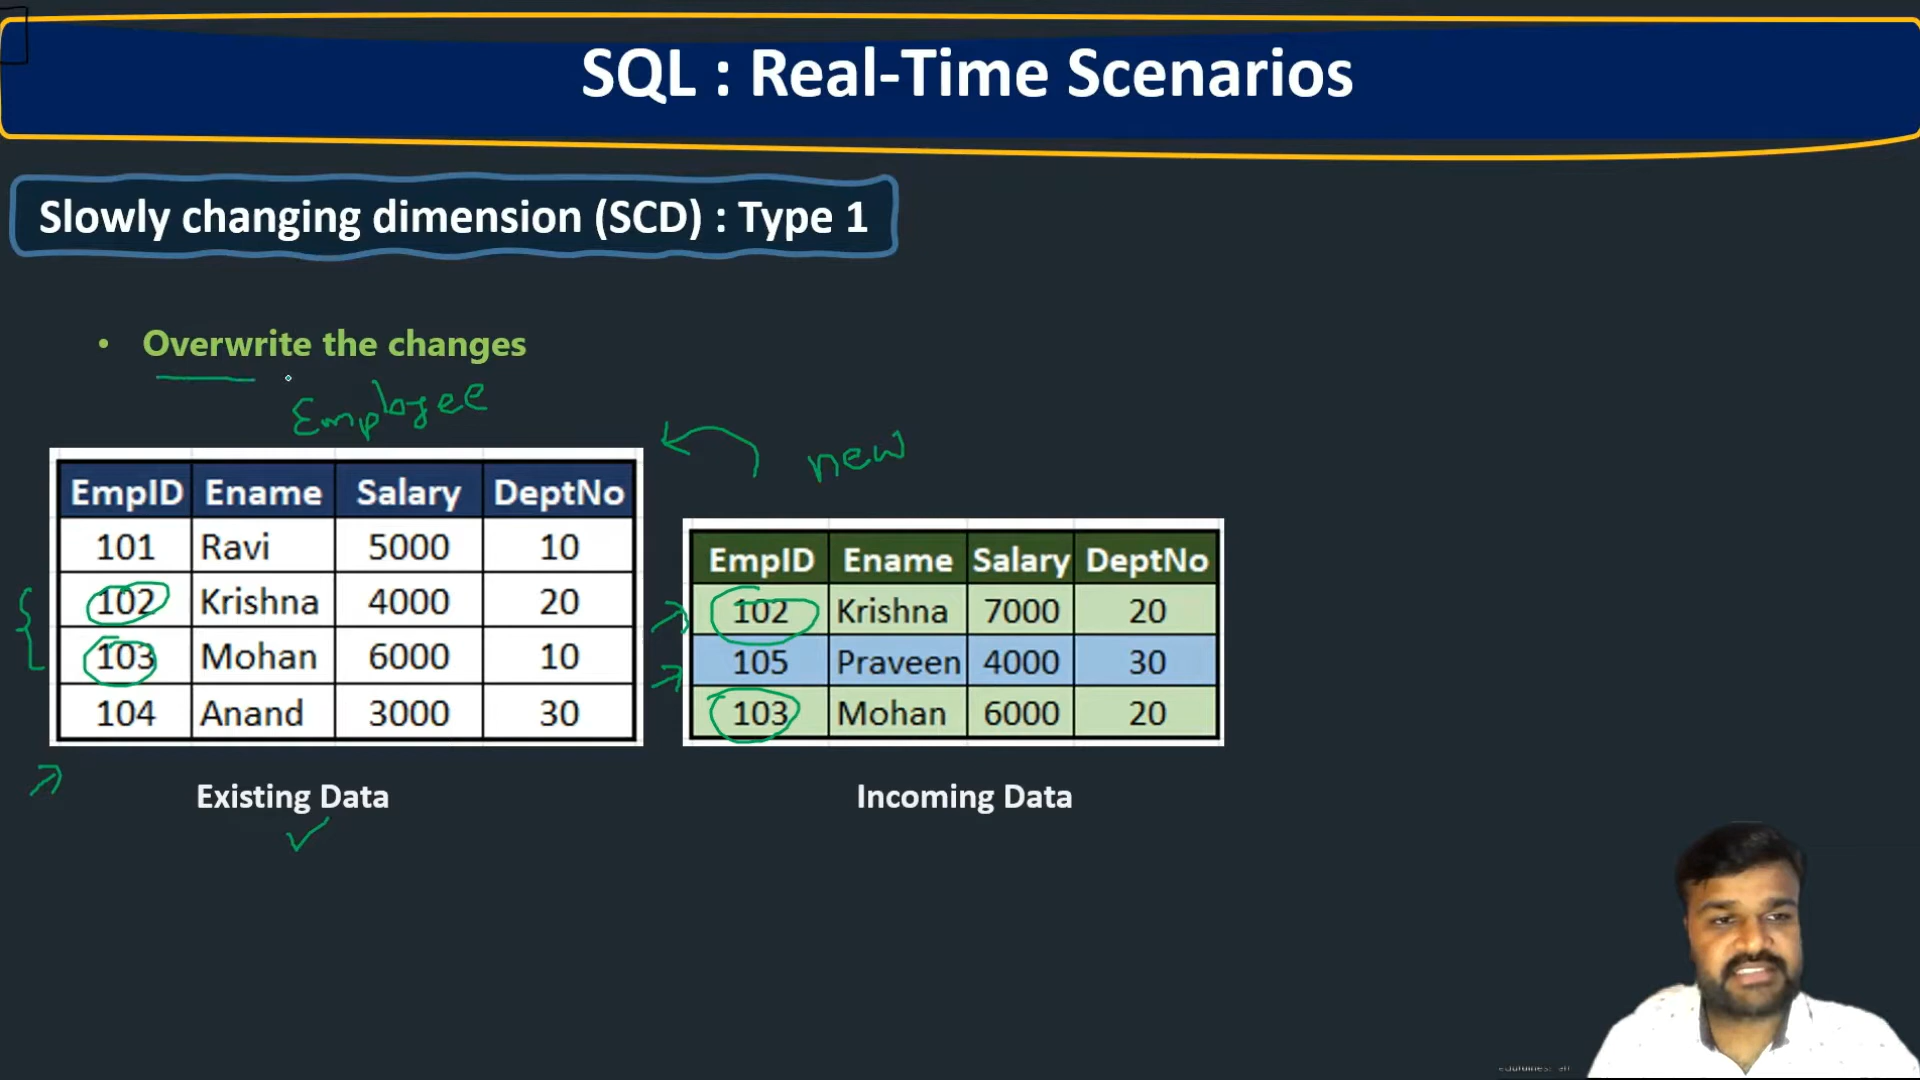 SQL : Real-Time Scenarios
Slowly changing dimension (SCD) : Type 1
• Overwrite the changes
Employee
new
EmpID Ename Salary DeptNo
101 Ravi 5000 10
102 Krishna 4000 20
103 Mohan 6000 10
104 Anand 3000 30
Existing Data
EmpID Ename Salary DeptNo
102 Krishna 7000 20
105 Praveen 4000 30
103 Mohan 6000 20
Incoming Data